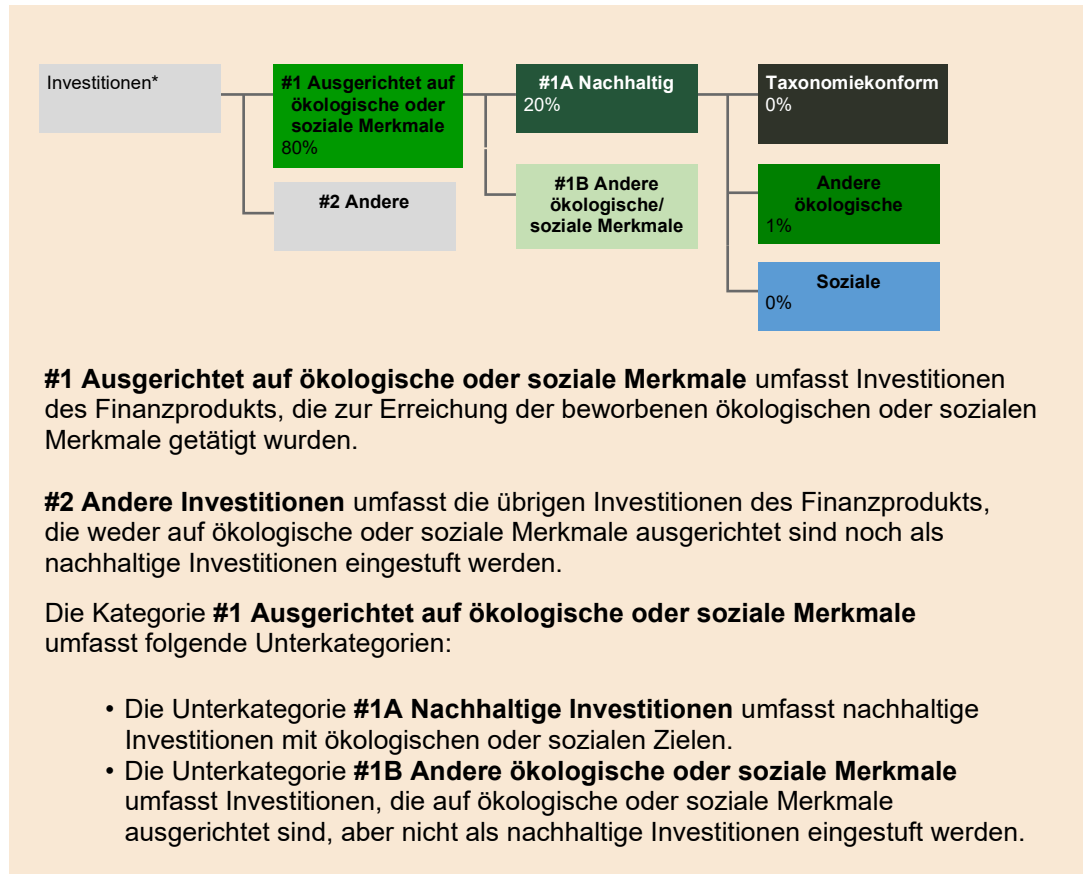 Investitionen*
#1 Ausgerichtet auf
ökologische oder
soziale Merkmale
80%
#2 Andere
#1A Nachhaltig
20%
#1B Andere
ökologische/
soziale Merkmale
Taxonomiekonform
0%
Andere
ökologische
1%
Soziale
0%
#1 Ausgerichtet auf ökologische oder soziale Merkmale umfasst Investitionen
des Finanzprodukts, die zur Erreichung der beworbenen ökologischen oder sozialen
Merkmale getätigt wurden.
#2 Andere Investitionen umfasst die übrigen Investitionen des Finanzprodukts,
die weder auf ökologische oder soziale Merkmale ausgerichtet sind noch als
nachhaltige Investitionen eingestuft werden.
Die Kategorie #1 Ausgerichtet auf ökologische oder soziale Merkmale
umfasst folgende Unterkategorien:
• Die Unterkategorie #1A Nachhaltige Investitionen umfasst nachhaltige
Investitionen mit ökologischen oder sozialen Zielen.
• Die Unterkategorie #1B Andere ökologische oder soziale Merkmale
umfasst Investitionen, die auf ökologische oder soziale Merkmale
ausgerichtet sind, aber nicht als nachhaltige Investitionen eingestuft werden.